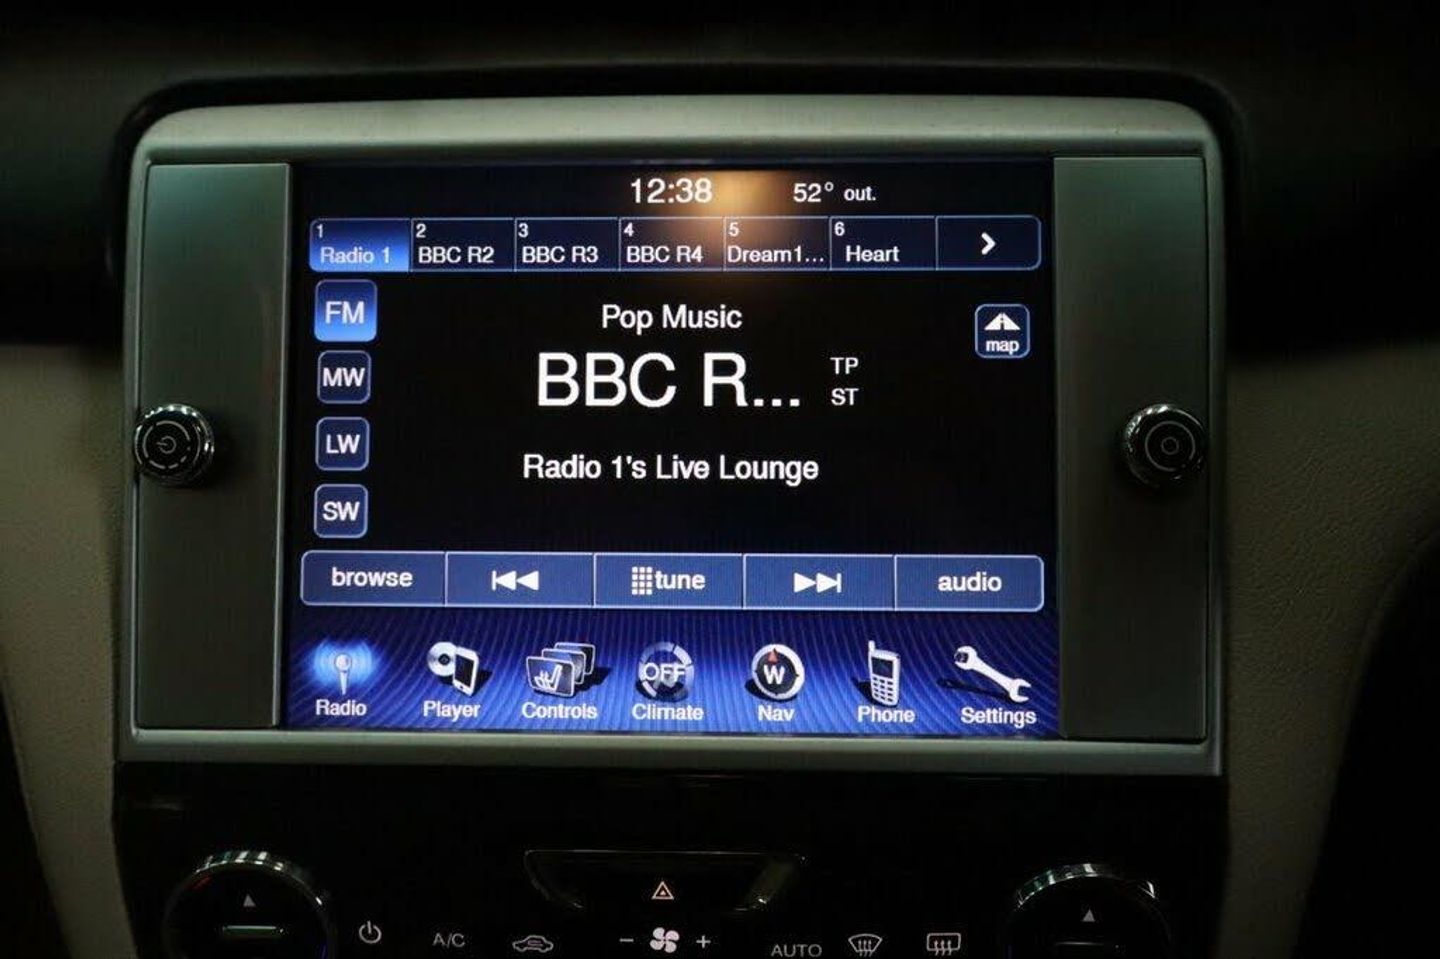 12:38 52° out.
1 2 3 4 5 6
Radio 1 BBC R2 BBC R3 BBC R4 Dream1... Heart
FM
Pop Music
map
MW
BBC R...
TP
ST
LW
Radio 1's Live Lounge
SW
browse tune audio
OFF W
Radio Player Controls Climate Nav Phone Settings
A/C - + AUTO